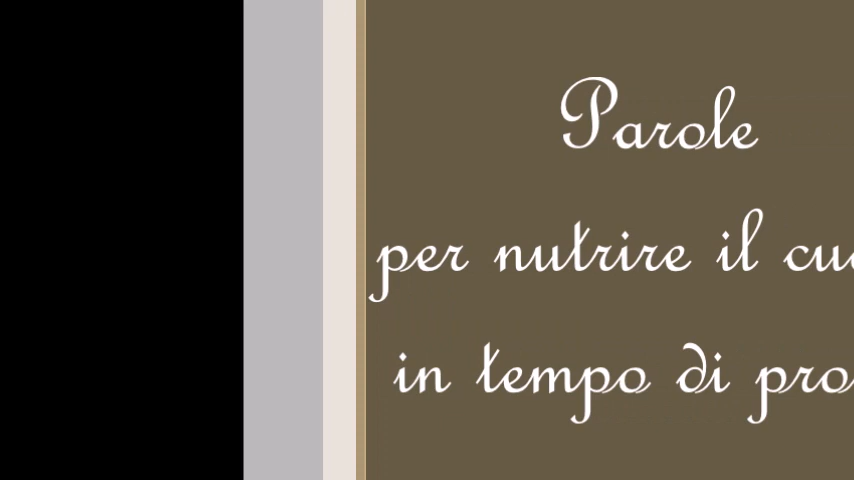 Parole
per nutrire il
in tempo di